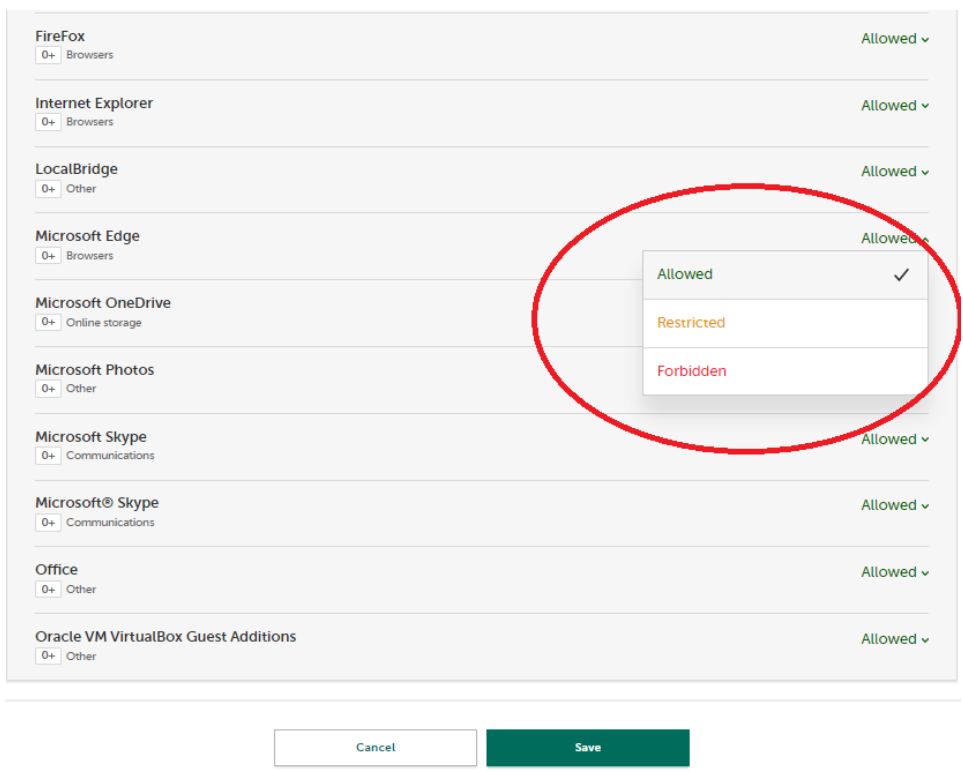 FireFox
Allowed
0+ Browsers
Internet Explorer
Allowed
0+ Browsers
LocalBridge
Allowed
0+ Other
Microsoft Edge
Allowed
0+ Browsers
Allowed
Restricted
Forbidden
Microsoft OneDrive
0+ Online storage
Microsoft Photos
0+ Other
Microsoft Skype
Allowed
0+ Communications
Microsoft® Skype
Allowed
0+ Communications
Office
Allowed
0+ Other
Oracle VM VirtualBox Guest Additions
Allowed
0+ Other
Cancel
Save